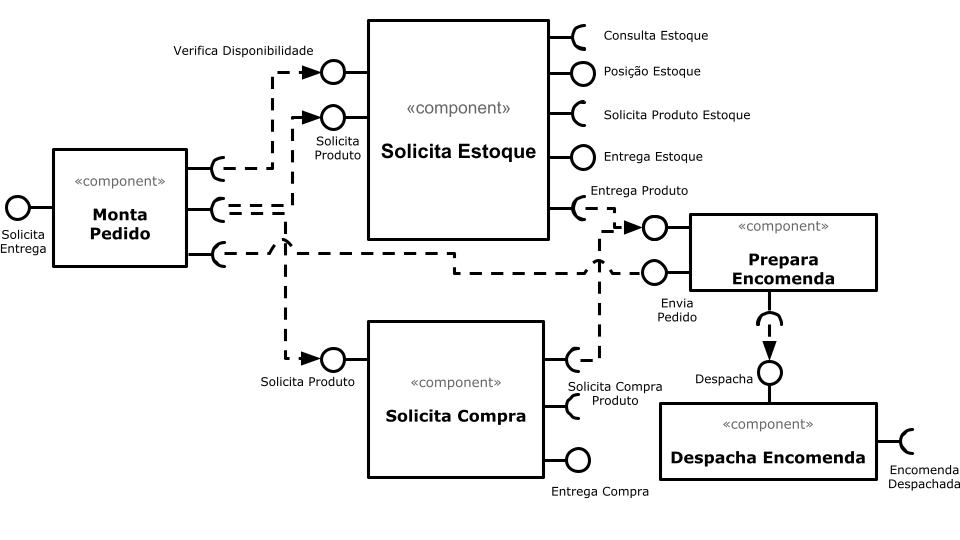 Consulta Estoque
Verifica Disponibilidade
Posição Estoque
«component»
Solicita Produto Estoque
Solicita
Produto
Solicita Estoque
Entrega Estoque
«component»
Entrega Produto
Monta
Pedido
Solicita
Entrega
«component»
Prepara
Encomenda
Envia
Pedido
Solicita Produto
«component»
Solicita Compra
Solicita Compra
Produto
Despacha
«component»
Despacha Encomenda
Encomenda
Despachada
Entrega Compra